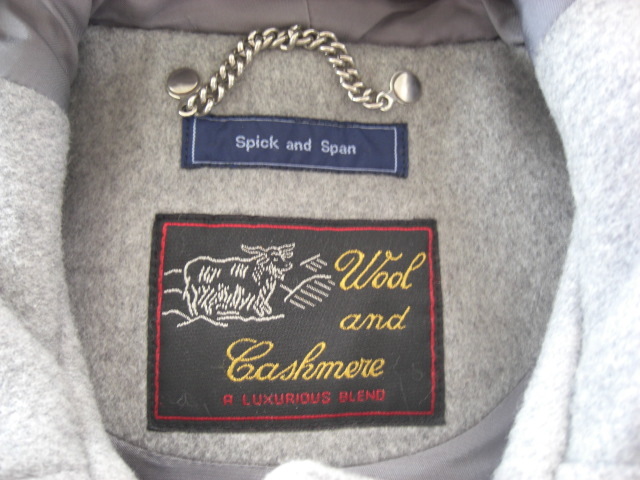 Spick and Span
Wool
and
Cashmere
A LUXURIOUS BLEND